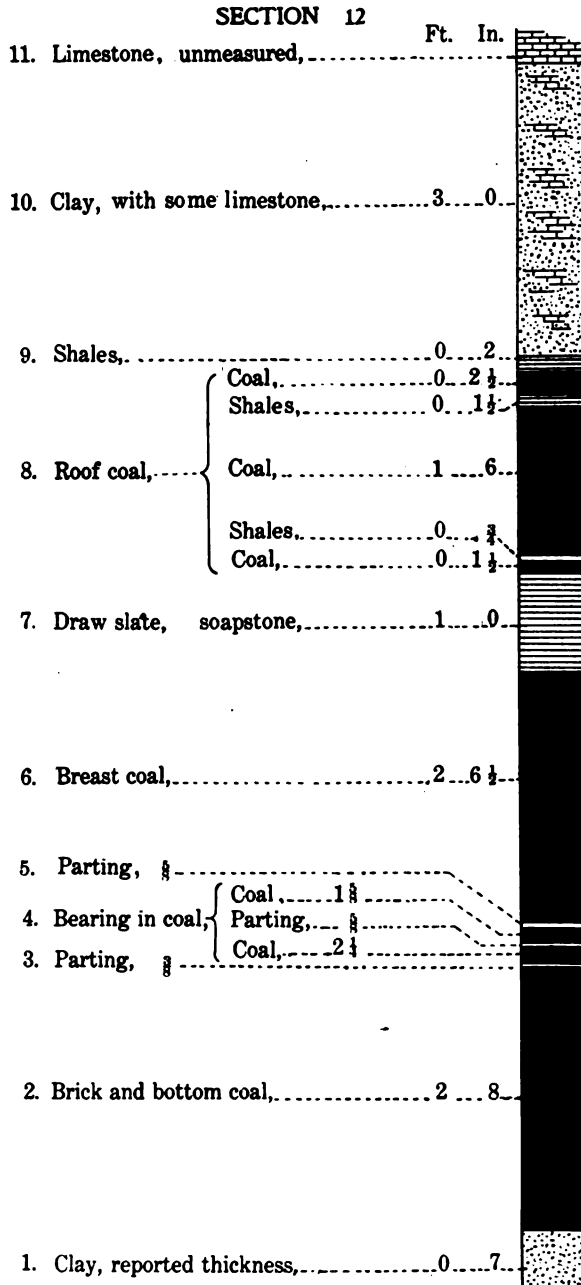 SECTION 12
Ft. In.
11. Limestone, unmeasured,
10. Clay, with some limestone, 3 0
9. Shales, 0 2
Coal, 0 2 1/2
Shales, 0 1 1/2
8. Roof coal, Coal, 1 6
Shales, 0 3/4
Coal, 0 1 1/2
7. Draw slate, soapstone, 1 0
6. Breast coal, 2 6 1/2
5. Parting, 5/8
Coal, 1 5/8
4. Bearing in coal, Parting, 5/8
Coal, 2 1/4
3. Parting, 3/8
2. Brick and bottom coal, 2 8
1. Clay, reported thickness, 0 7